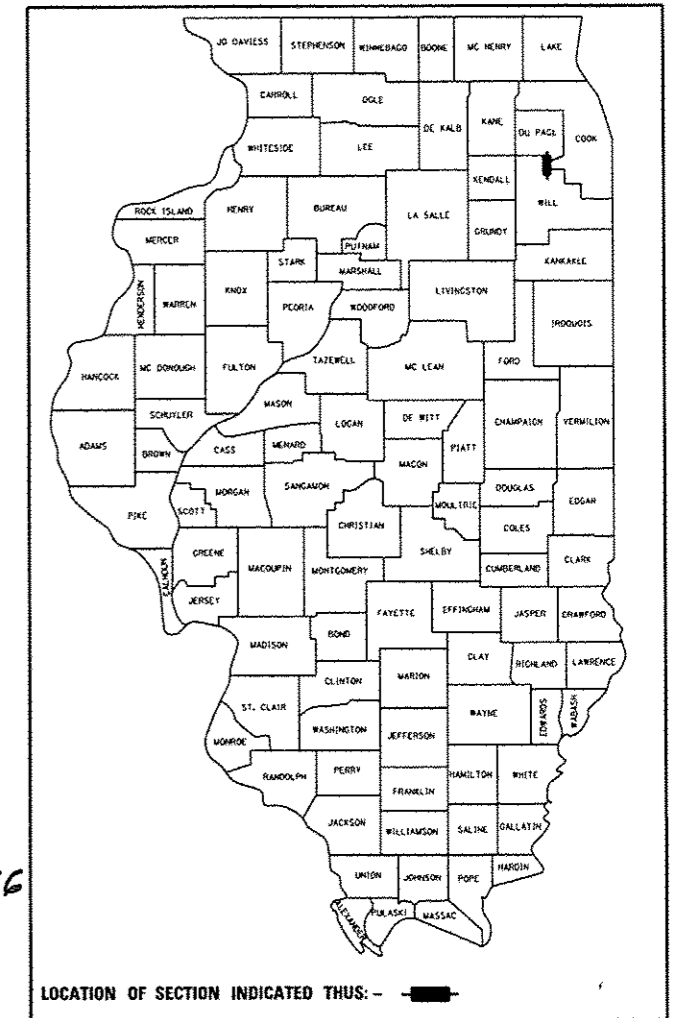 JO DAVIESS STEPHENSON WINNEBAGO BOONE MC HENRY LAKE
CARROLL OGLE DE KALB KANE DU PAGE COOK
WHITESIDE LEE KENDALL WILL
ROCK ISLAND HENRY BUREAU LA SALLE GRUNDY
MERCER PUTNAM KANKAKEE
STARK MARSHALL
HENDERSON WARREN KNOX PEORIA WOODFORD LIVINGSTON IROQUOIS
HANCOCK MC DONOUGH FULTON TAZEWELL MC LEAN FORD
SCHUYLER MASON LOGAN DE WITT CHAMPAIGN VERMILION
ADAMS BROWN CASS MENARD MACON PIATT
PIKE SCOTT MORGAN SANGAMON MOULTRIE DOUGLAS EDGAR
CHRISTIAN COLES
CALHOUN GREENE MACOUPIN MONTGOMERY SHELBY CUMBERLAND CLARK
JERSEY FAYETTE EFFINGHAM JASPER CRAWFORD
MADISON BOND CLAY RICHLAND LAWRENCE
CLINTON MARION
ST. CLAIR WASHINGTON WAYNE EDWARDS WABASH
MONROE JEFFERSON
RANDOLPH PERRY HAMILTON WHITE
FRANKLIN
JACKSON WILLIAMSON SALINE GALLATIN
UNION JOHNSON POPE HARDIN
ALEXANDER PULASKI MASSAC
LOCATION OF SECTION INDICATED THUS: -